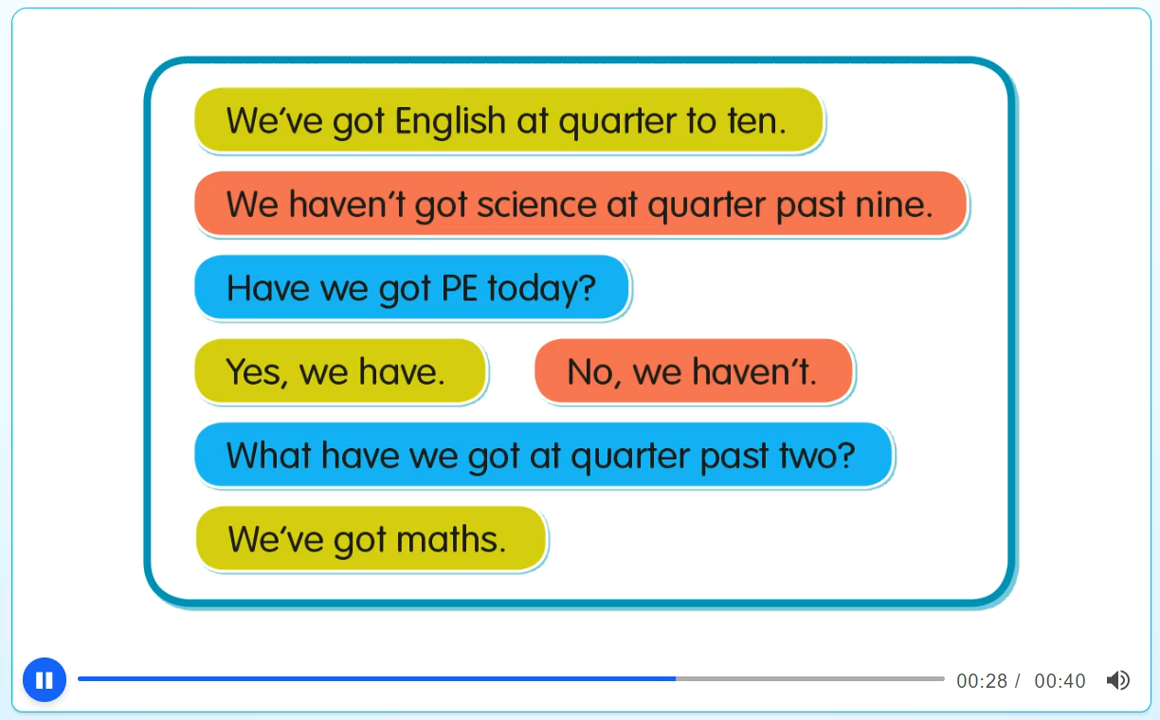 We've got English at quarter to ten.
We haven't got science at quarter past nine.
Have we got PE today?
Yes, we have. No, we haven't.
What have we got at quarter past two?
We've got maths.
00:28 / 00:40